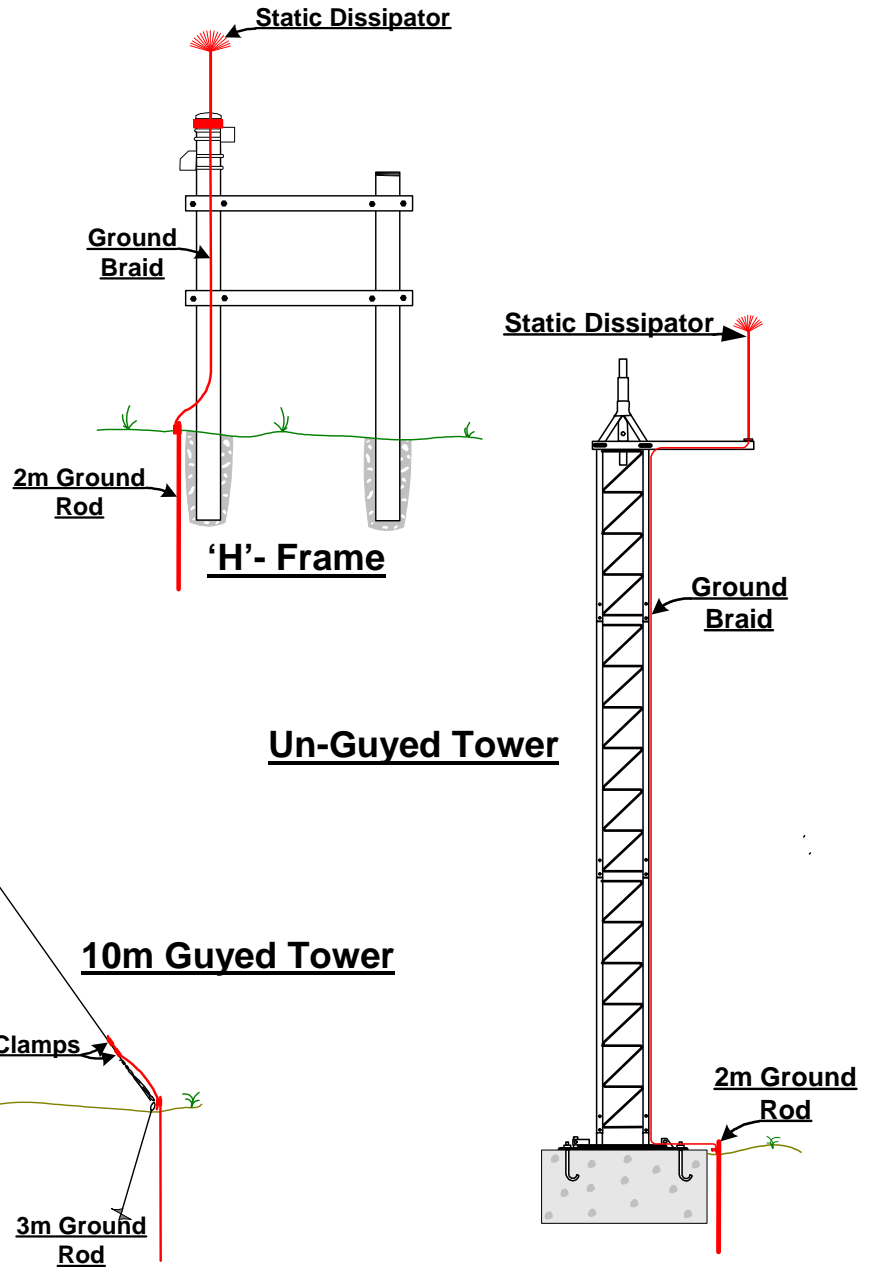 Static Dissipator
Ground
Braid
2m Ground
Rod
‘H’- Frame
Static Dissipator
Ground
Braid
Un-Guyed Tower
10m Guyed Tower
Clamps
2m Ground
Rod
3m Ground
Rod